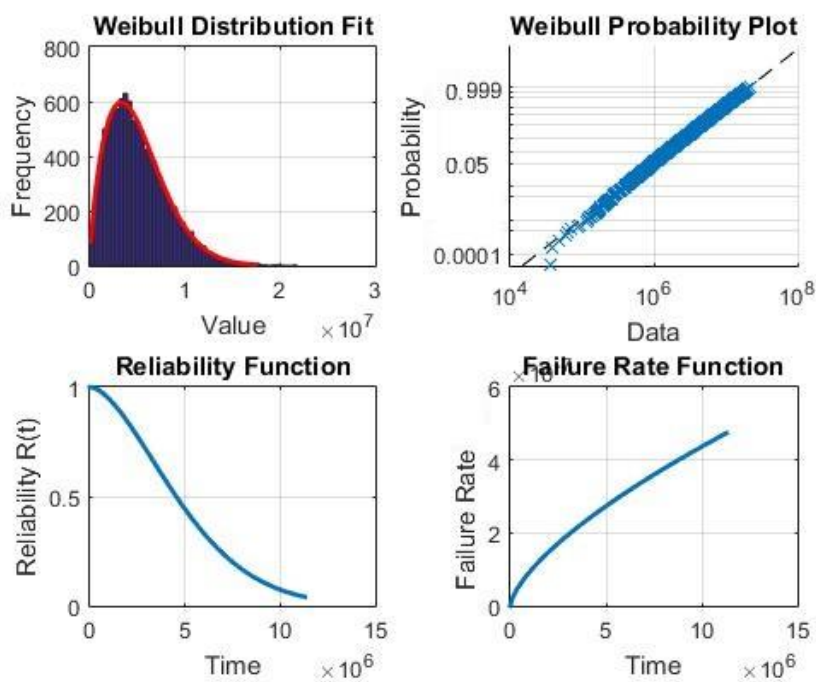 Weibull Distribution Fit
800
600
400
200
0
Frequency
0 1 2 3
Value ×10^7
Weibull Probability Plot
0.999
0.05
0.0001
Probability
10^4 10^6 10^8
Data
Reliability Function
1
0.5
0
Reliability R(t)
0 5 10 15
Time ×10^6
Failure Rate Function
6
4
2
0
Failure Rate
0 5 10 15
Time ×10^6